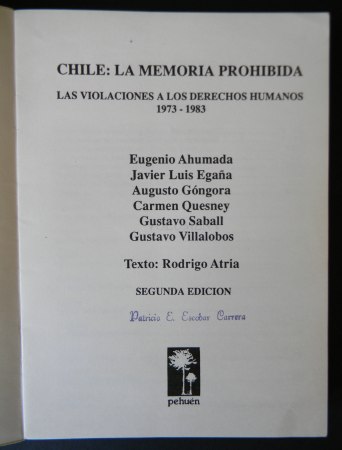 CHILE: LA MEMORIA PROHIBIDA
LAS VIOLACIONES A LOS DERECHOS HUMANOS
1973 - 1983
Eugenio Ahumada
Javier Luis Egaña
Augusto Góngora
Carmen Quesney
Gustavo Saball
Gustavo Villalobos
Texto: Rodrigo Atria
SEGUNDA EDICION
Patricio E. Escobar Carrera
pehuén